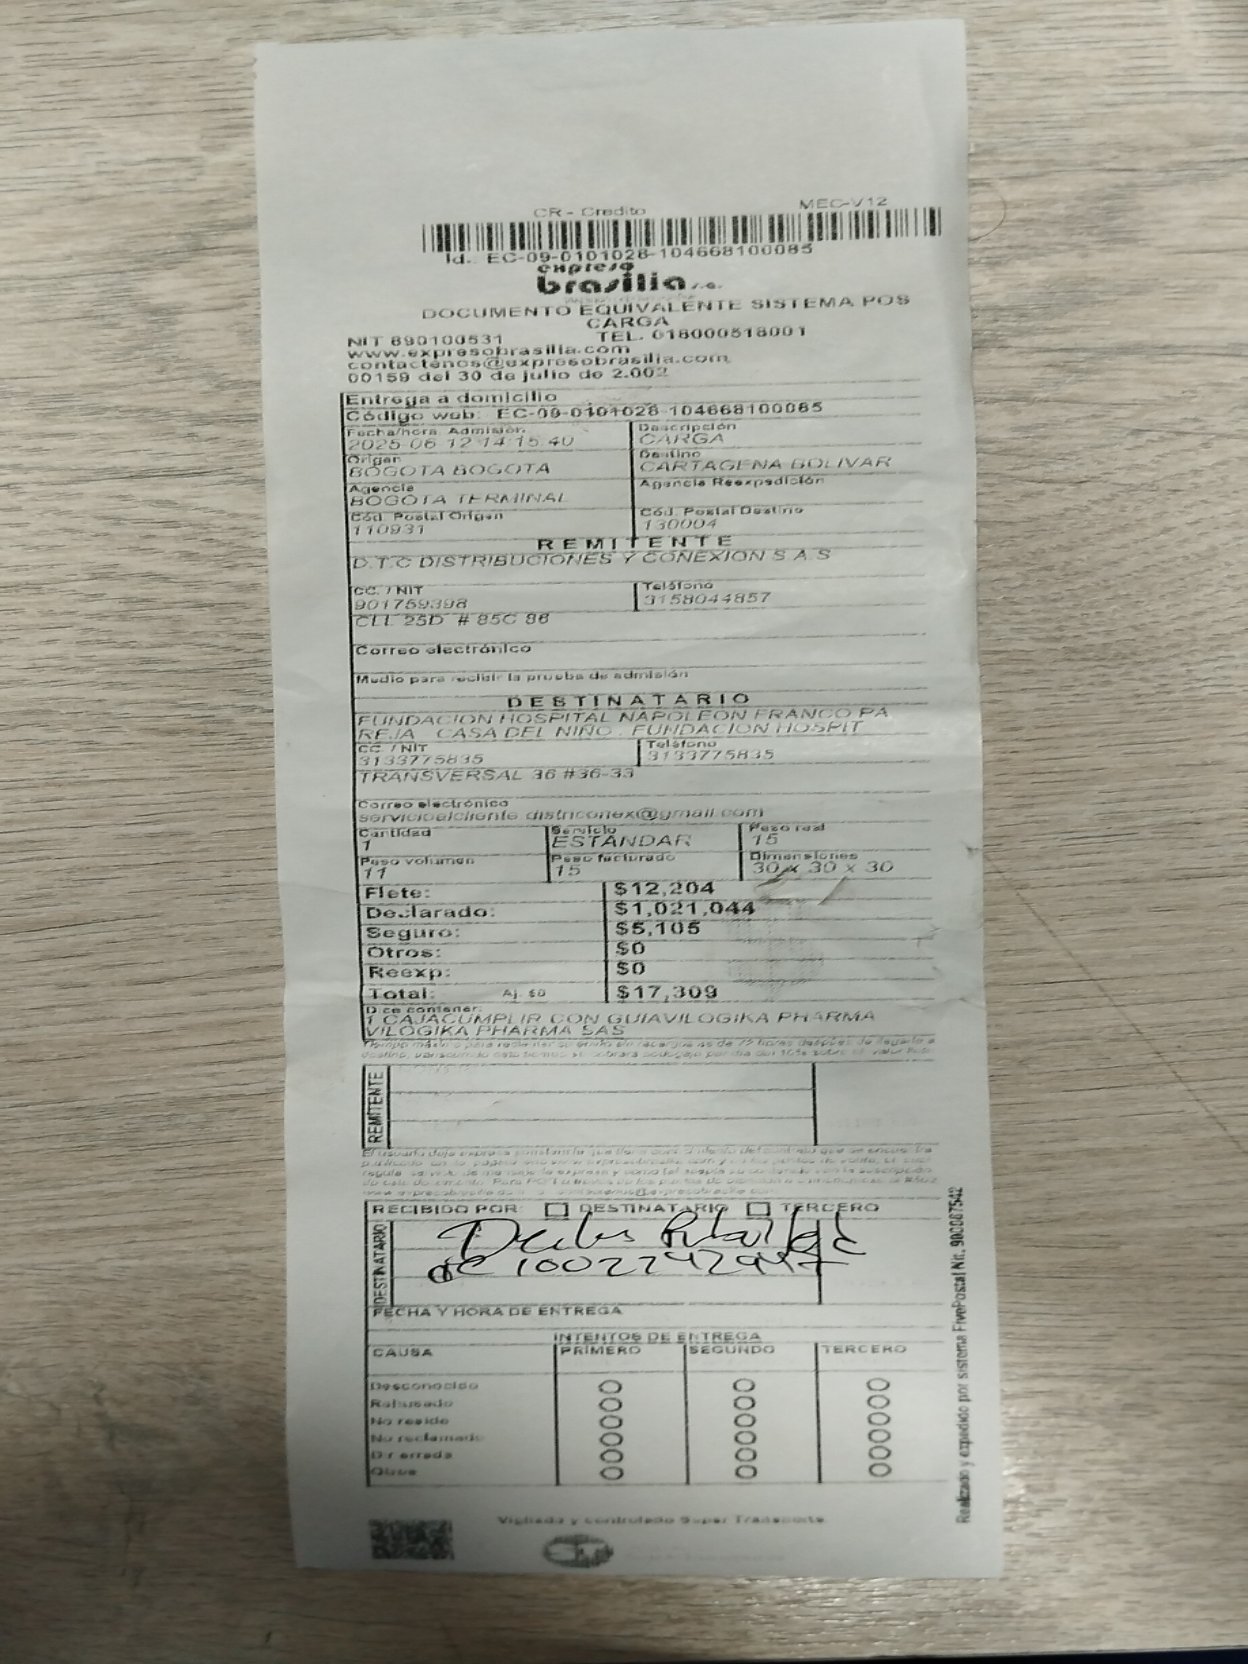 CR - Credito MEC-V12
Id.: EC-09-0101028-104668100085
expreso
brasilia s.a.
DOCUMENTO EQUIVALENTE SISTEMA POS
CARGA
NIT 890100531 TEL. 018000518001
www.expresobrasilia.com
contactenos@expresobrasilia.com
00159 del 30 de julio de 2.002
Entrega a domicilio
Código web: EC-09-0101028-104668100085
Fecha/hora Admisión Descripción
2025-06-12 14:15:40 CARGA
Origen Destino
BOGOTA BOGOTA CARTAGENA BOLIVAR
Agencia Agencia Reexpedición
BOGOTA TERMINAL
Cód. Postal Origen Cód. Postal Destino
110931 130004
REMITENTE
D.T.C DISTRIBUCIONES Y CONEXION S.A.S
CC. / NIT Teléfono
901759398 3158044857
CLL 25D # 85C 86
Correo electrónico
Medio para recibir la prueba de admisión
DESTINATARIO
FUNDACION HOSPITAL NAPOLEON FRANCO PA
REJA CASA DEL NIÑO. FUNDACION HOSPIT
CC / NIT Teléfono
3133775835 3133775835
TRANSVERSAL 36 #36-33
Correo electrónico
servicioalcliente.districonex@gmail.com
Cantidad Servicio Peso real
1 ESTANDAR 15
Peso volumen Peso facturado Dimensiones
11 15 30 x 30 x 30
Flete: $12,204
Declarado: $1,021,044
Seguro: $5,105
Otros: $0
Reexp: $0
Total: Aj. $0 $17,309
Dice contener:
1 CAJACUMPLIR CON GUIAVILOGIKA PHARMA
VILOGIKA PHARMA SAS
REMITENTE
RECIBIDO POR: DESTINATARIO TERCERO
DESTINATARIO
FECHA Y HORA DE ENTREGA
INTENTOS DE ENTREGA
CAUSA PRIMERO SEGUNDO TERCERO
Desconocido
Rehusado
No reside
No reclamado
Dir errada
Otros
Vigilado y controlado Super Transporte
Realizado y expedido por sistema FivePostal Nit. 900087542